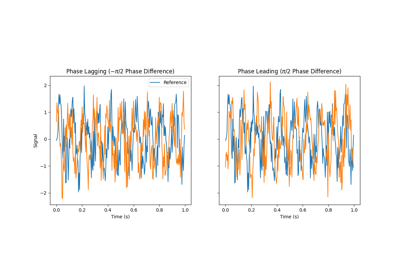 Phase Lagging (−π/2 Phase Difference)
Phase Leading (π/2 Phase Difference)
Reference
Signal
2
1
0
−1
−2
0.0 0.2 0.4 0.6 0.8 1.0
0.0 0.2 0.4 0.6 0.8 1.0
Time (s)
Time (s)